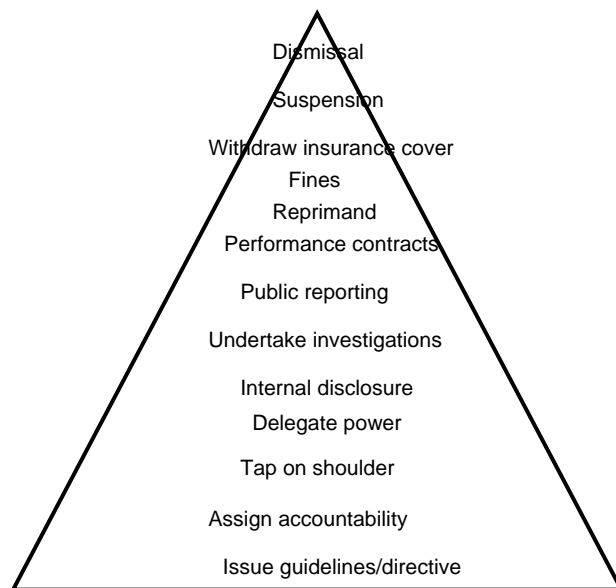 Dismissal
Suspension
Withdraw insurance cover
Fines
Reprimand
Performance contracts
Public reporting
Undertake investigations
Internal disclosure
Delegate power
Tap on shoulder
Assign accountability
Issue guidelines/directive